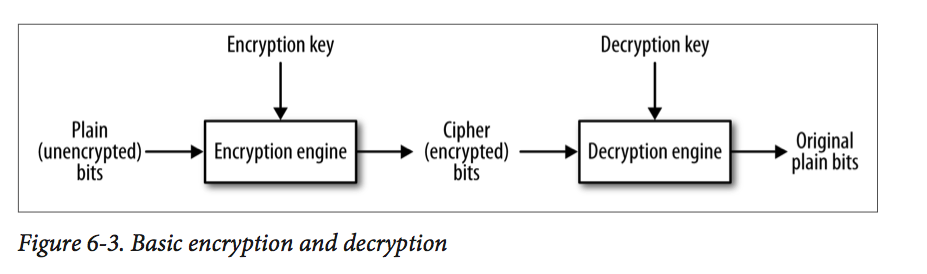 Encryption key
Decryption key
Plain
(unencrypted)
bits
Encryption engine
Cipher
(encrypted)
bits
Decryption engine
Original
plain bits
Figure 6-3. Basic encryption and decryption